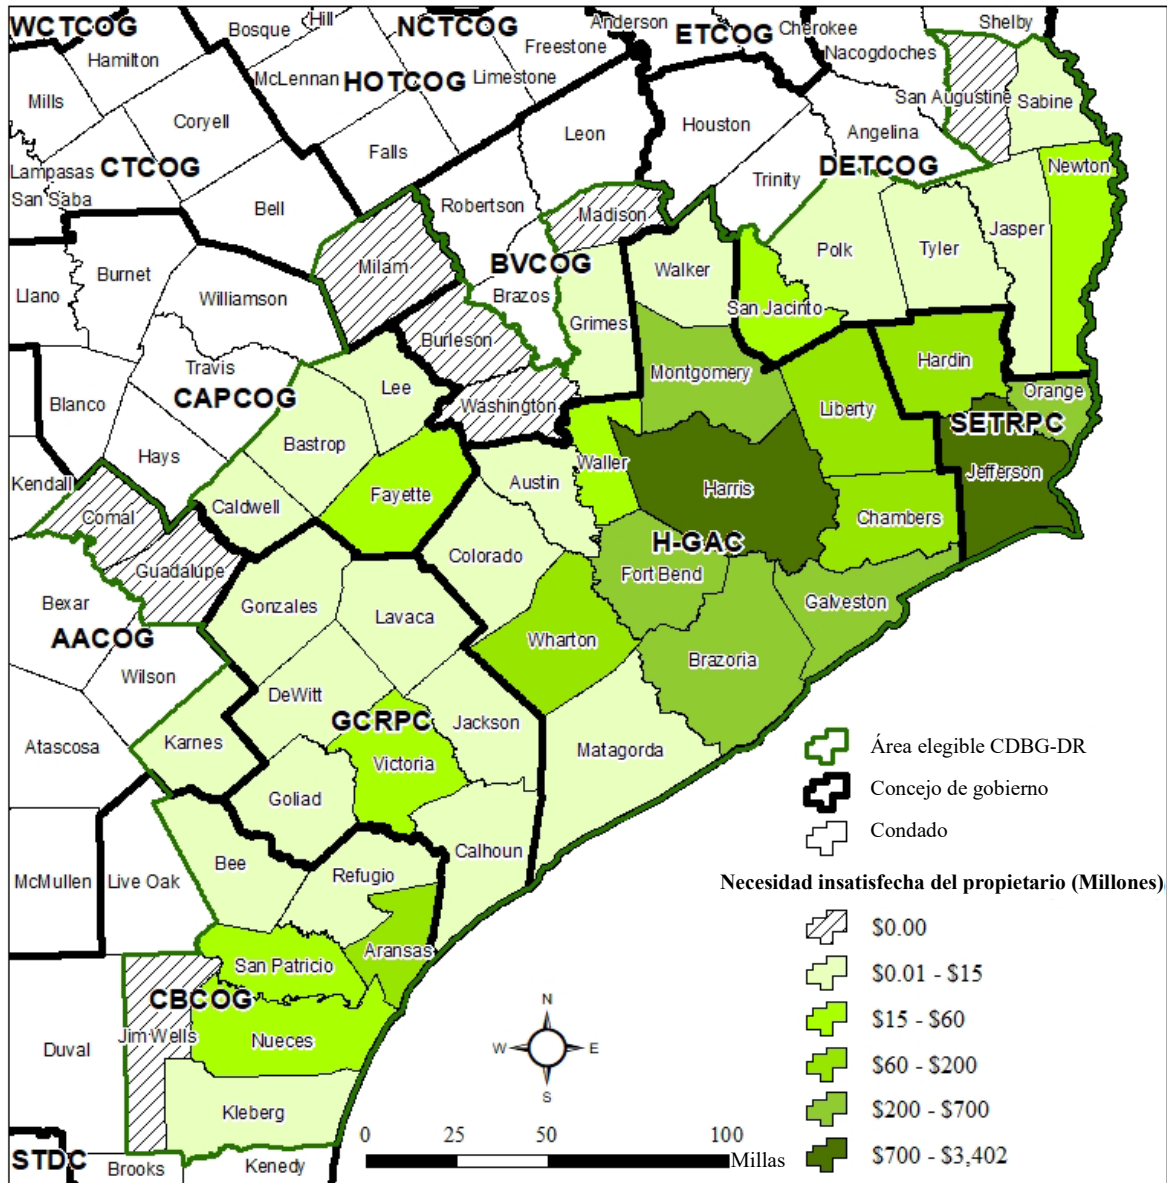 WCTCOG
Hamilton
Bosque
Hill
NCTCOG
Anderson
ETCOG
Cherokee
Shelby
Freestone
Nacogdoches
McLennan
HOTCOG
Limestone
Mills
Coryell
Leon
Houston
San Augustine
Sabine
Angelina
Falls
Lampasas
CTCOG
San Saba
Bell
Robertson
Madison
Trinity
DETCOG
Newton
Jasper
Burnet
Milam
BVCOG
Walker
Polk
Tyler
Llano
Williamson
Brazos
Grimes
San Jacinto
Travis
Burleson
Montgomery
Hardin
Blanco
CAPCOG
Lee
Washington
Liberty
Orange
SETRPC
Hays
Bastrop
Waller
Jefferson
Kendall
Fayette
Austin
Harris
Comal
Caldwell
Chambers
H-GAC
Colorado
Guadalupe
Fort Bend
Bexar
Gonzales
Lavaca
Galveston
AACOG
Wharton
Brazoria
Wilson
DeWitt
GCRPC
Jackson
Atascosa
Karnes
Victoria
Matagorda
Goliad
Calhoun
Bee
Refugio
McMullen
Live Oak
Aransas
San Patricio
CBCOG
Jim Wells
Nueces
Duval
Kleberg
STDC
Brooks
Kenedy
N
W
E
S
0
25
50
100
Millas
Área elegible CDBG-DR
Concejo de gobierno
Condado
Necesidad insatisfecha del propietario (Millones)
$0.00
$0.01 - $15
$15 - $60
$60 - $200
$200 - $700
$700 - $3,402